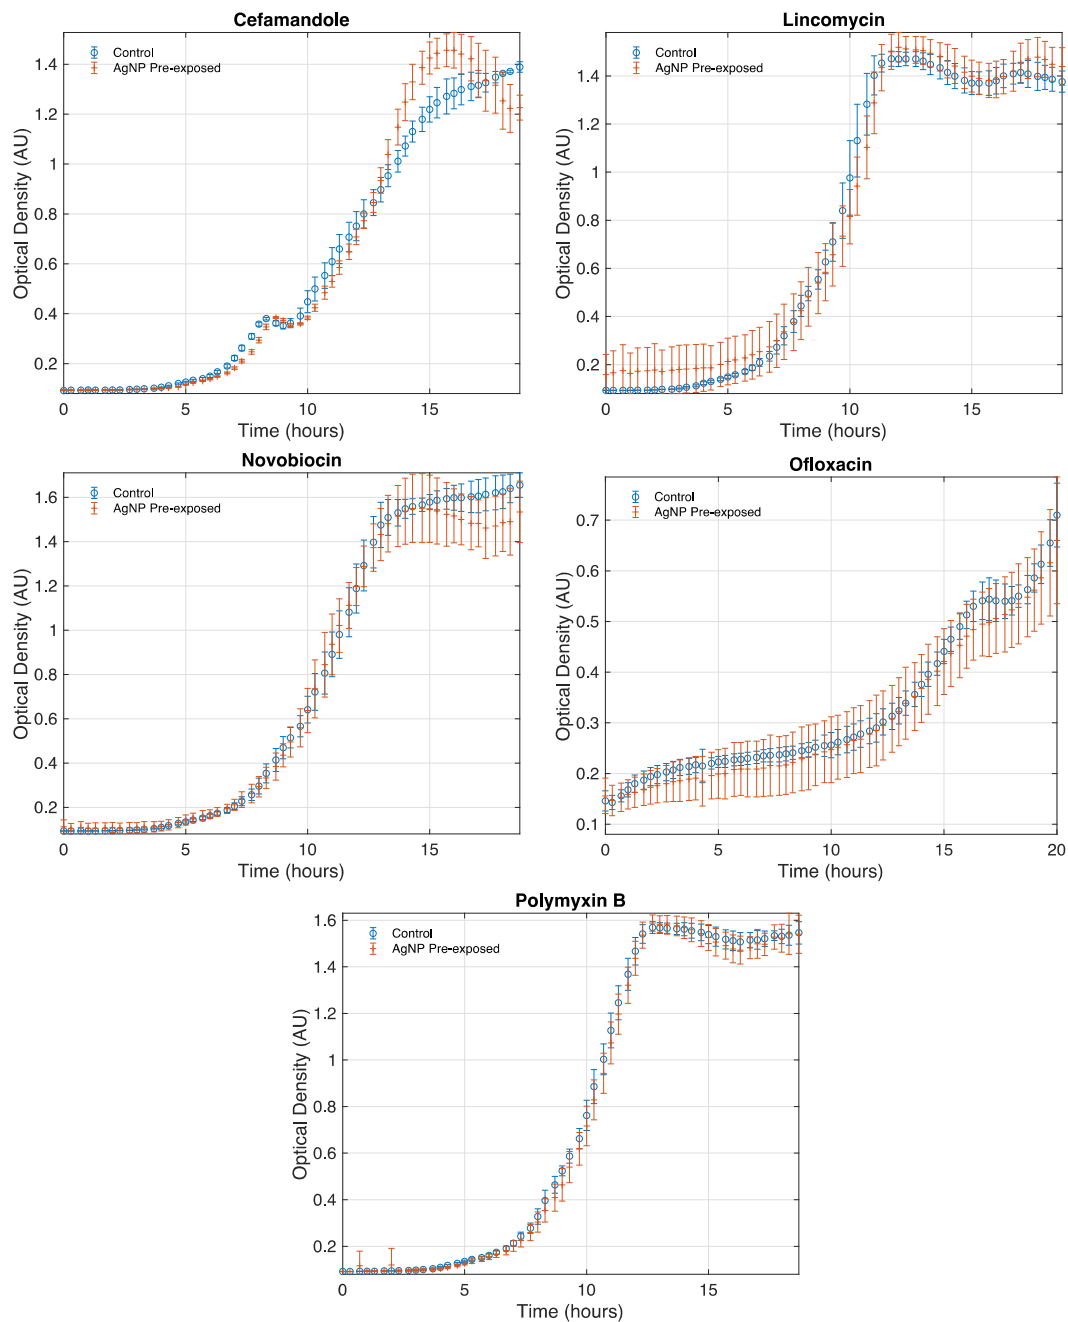 Cefamandole
Control
AgNP Pre-exposed
1.4
1.2
1
0.8
0.6
0.4
0.2
Optical Density (AU)
0 5 10 15
Time (hours)
Lincomycin
Control
AgNP Pre-exposed
1.4
1.2
1
0.8
0.6
0.4
0.2
Optical Density (AU)
0 5 10 15
Time (hours)
Novobiocin
Control
AgNP Pre-exposed
1.6
1.4
1.2
1
0.8
0.6
0.4
0.2
Optical Density (AU)
0 5 10 15
Time (hours)
Ofloxacin
Control
AgNP Pre-exposed
0.7
0.6
0.5
0.4
0.3
0.2
0.1
Optical Density (AU)
0 5 10 15 20
Time (hours)
Polymyxin B
Control
AgNP Pre-exposed
1.6
1.4
1.2
1
0.8
0.6
0.4
0.2
Optical Density (AU)
0 5 10 15
Time (hours)